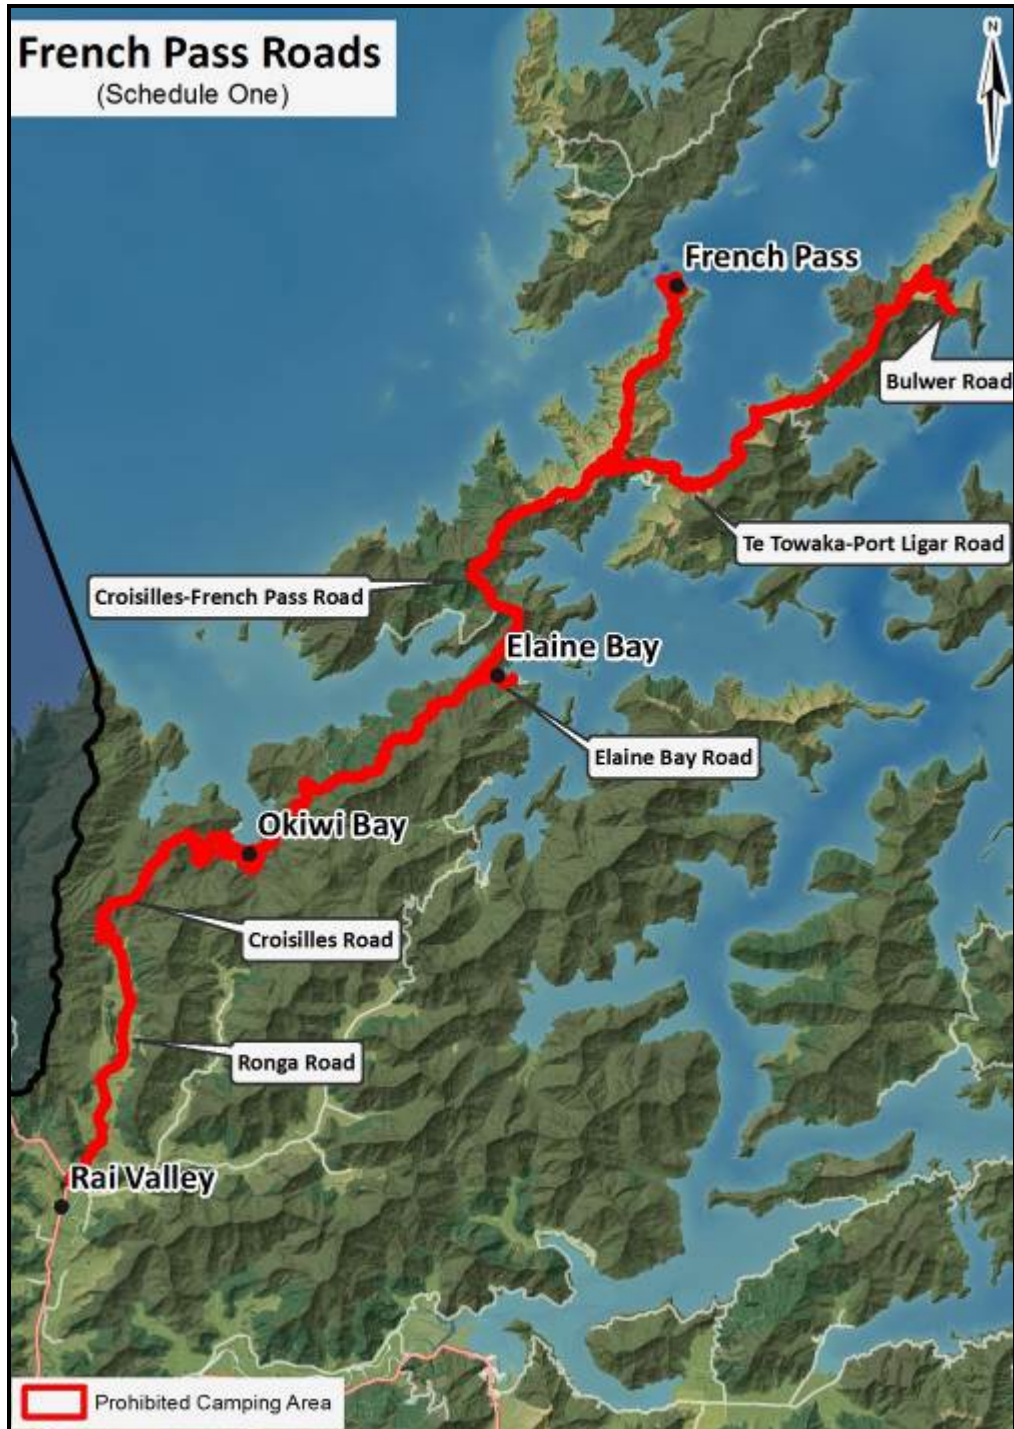 French Pass Roads
(Schedule One)
N
French Pass
Bulwer Road
Te Towaka-Port Ligar Road
Croisilles-French Pass Road
Elaine Bay
Elaine Bay Road
Okiwi Bay
Croisilles Road
Ronga Road
Rai Valley
Prohibited Camping Area